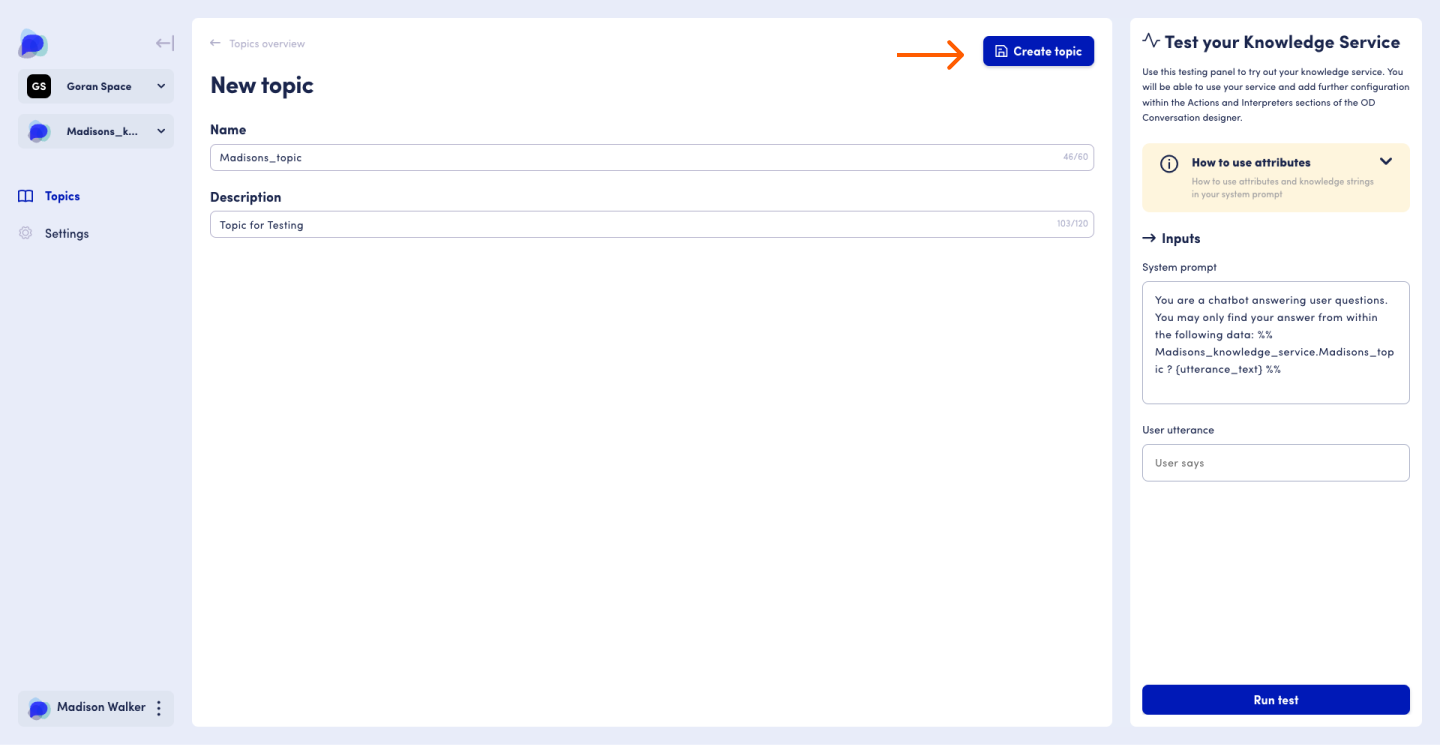 GS
Goran Space
Madisons_k...
Topics
Settings
Madison Walker
Topics overview
Create topic
New topic
Name
Madisons_topic
46/60
Description
Topic for Testing
103/120
Test your Knowledge Service
Use this testing panel to try out your knowledge service. You
will be able to use your service and add further configuration
within the Actions and Interpreters sections of the OD
Conversation designer.
How to use attributes
How to use attributes and knowledge strings
in your system prompt
Inputs
System prompt
You are a chatbot answering user questions.
You may only find your answer from within
the following data: %%
Madisons_knowledge_service.Madisons_top
ic ? {utterance_text} %%
User utterance
User says
Run test